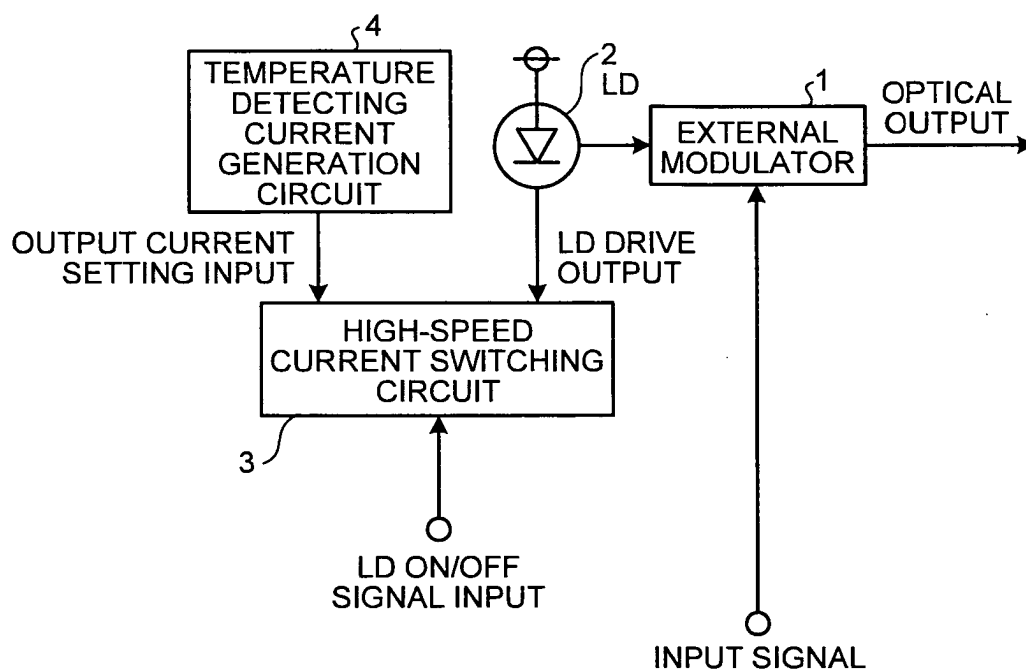 4
TEMPERATURE
DETECTING
CURRENT
GENERATION
CIRCUIT
2
LD
1
EXTERNAL
MODULATOR
OPTICAL
OUTPUT
OUTPUT CURRENT
SETTING INPUT
LD DRIVE
OUTPUT
HIGH-SPEED
CURRENT SWITCHING
CIRCUIT
3
LD ON/OFF
SIGNAL INPUT
INPUT SIGNAL